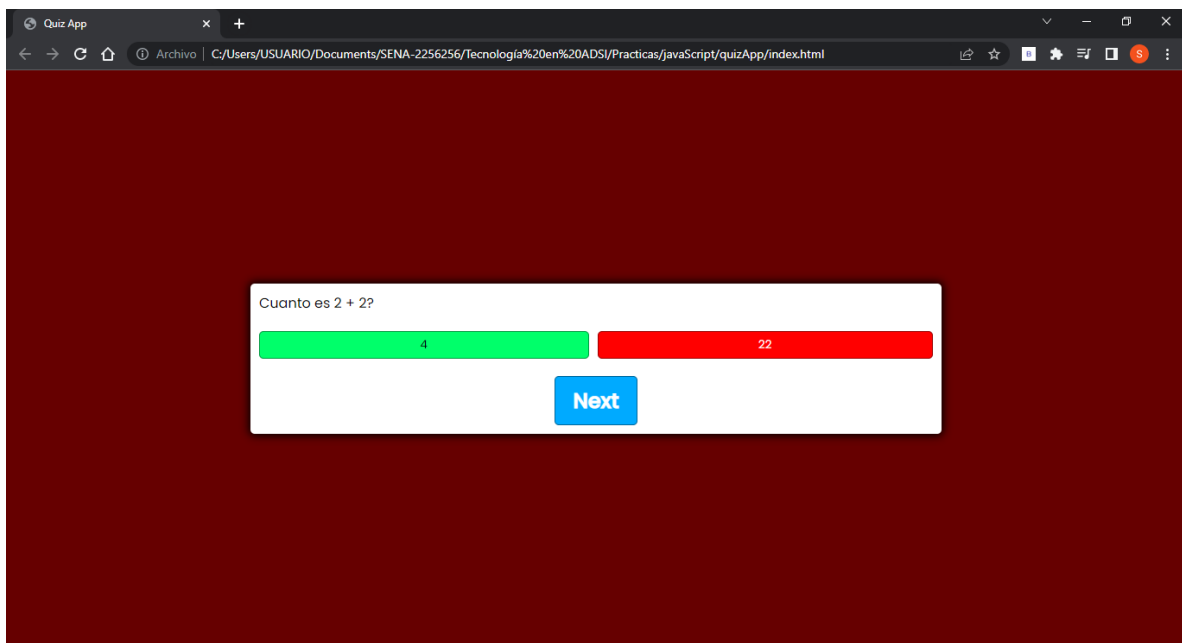 Quiz App
Archivo | C:/Users/USUARIO/Documents/SENA-2256256/Tecnología%20en%20ADSI/Practicas/javaScript/quizApp/index.html
B
S
Cuanto es 2 + 2?
4
22
Next